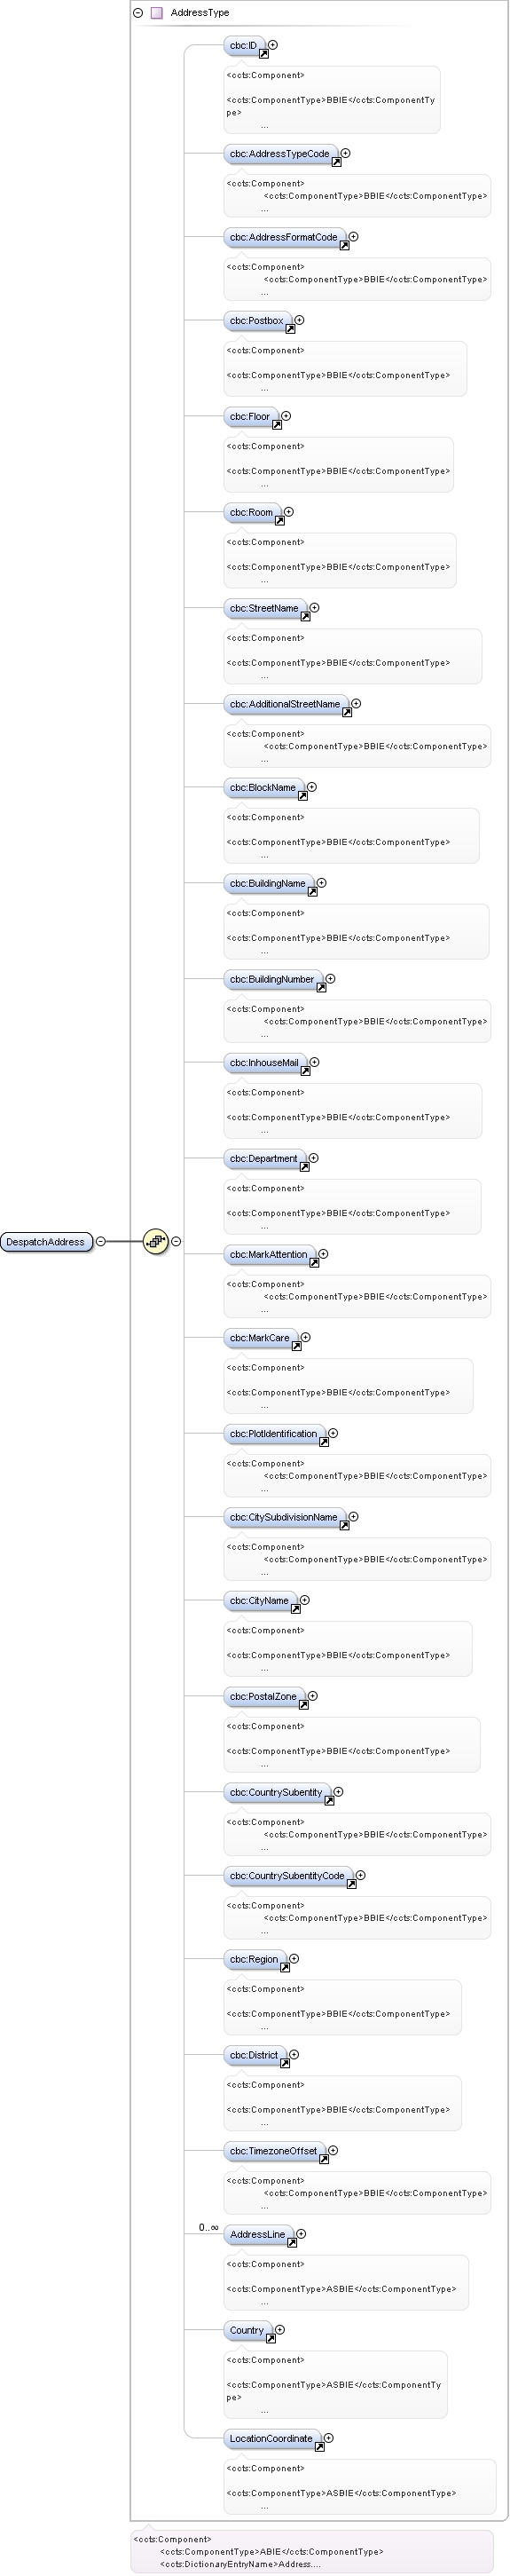 AddressType
cbc:ID
<ccts:Component>
<ccts:ComponentType>BBIE</ccts:ComponentTy
pe>
...
cbc:AddressTypeCode
<ccts:Component>
<ccts:ComponentType>BBIE</ccts:ComponentType>
...
cbc:AddressFormatCode
<ccts:Component>
<ccts:ComponentType>BBIE</ccts:ComponentType>
...
cbc:Postbox
<ccts:Component>
<ccts:ComponentType>BBIE</ccts:ComponentType>
...
cbc:Floor
<ccts:Component>
<ccts:ComponentType>BBIE</ccts:ComponentType>
...
cbc:Room
<ccts:Component>
<ccts:ComponentType>BBIE</ccts:ComponentType>
...
cbc:StreetName
<ccts:Component>
<ccts:ComponentType>BBIE</ccts:ComponentType>
...
cbc:AdditionalStreetName
<ccts:Component>
<ccts:ComponentType>BBIE</ccts:ComponentType>
...
cbc:BlockName
<ccts:Component>
<ccts:ComponentType>BBIE</ccts:ComponentType>
...
cbc:BuildingName
<ccts:Component>
<ccts:ComponentType>BBIE</ccts:ComponentType>
...
cbc:BuildingNumber
<ccts:Component>
<ccts:ComponentType>BBIE</ccts:ComponentType>
...
cbc:InhouseMail
<ccts:Component>
<ccts:ComponentType>BBIE</ccts:ComponentType>
...
cbc:Department
<ccts:Component>
<ccts:ComponentType>BBIE</ccts:ComponentType>
...
DespatchAddress
cbc:MarkAttention
<ccts:Component>
<ccts:ComponentType>BBIE</ccts:ComponentType>
...
cbc:MarkCare
<ccts:Component>
<ccts:ComponentType>BBIE</ccts:ComponentType>
...
cbc:PlotIdentification
<ccts:Component>
<ccts:ComponentType>BBIE</ccts:ComponentType>
...
cbc:CitySubdivisionName
<ccts:Component>
<ccts:ComponentType>BBIE</ccts:ComponentType>
...
cbc:CityName
<ccts:Component>
<ccts:ComponentType>BBIE</ccts:ComponentType>
...
cbc:PostalZone
<ccts:Component>
<ccts:ComponentType>BBIE</ccts:ComponentType>
...
cbc:CountrySubentity
<ccts:Component>
<ccts:ComponentType>BBIE</ccts:ComponentType>
...
cbc:CountrySubentityCode
<ccts:Component>
<ccts:ComponentType>BBIE</ccts:ComponentType>
...
cbc:Region
<ccts:Component>
<ccts:ComponentType>BBIE</ccts:ComponentType>
...
cbc:District
<ccts:Component>
<ccts:ComponentType>BBIE</ccts:ComponentType>
...
cbc:TimezoneOffset
<ccts:Component>
<ccts:ComponentType>BBIE</ccts:ComponentType>
...
0..∞
AddressLine
<ccts:Component>
<ccts:ComponentType>ASBIE</ccts:ComponentType>
...
Country
<ccts:Component>
<ccts:ComponentType>ASBIE</ccts:ComponentTy
pe>
...
LocationCoordinate
<ccts:Component>
<ccts:ComponentType>ASBIE</ccts:ComponentType>
...
<ccts:Component>
<ccts:ComponentType>ABIE</ccts:ComponentType>
<ccts:DictionaryEntryName>Address....